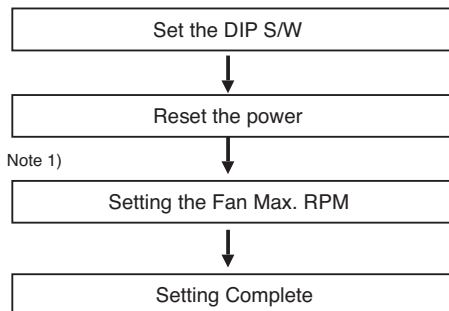 Set the DIP S/W
Reset the power
Note 1)
Setting the Fan Max. RPM
Setting Complete